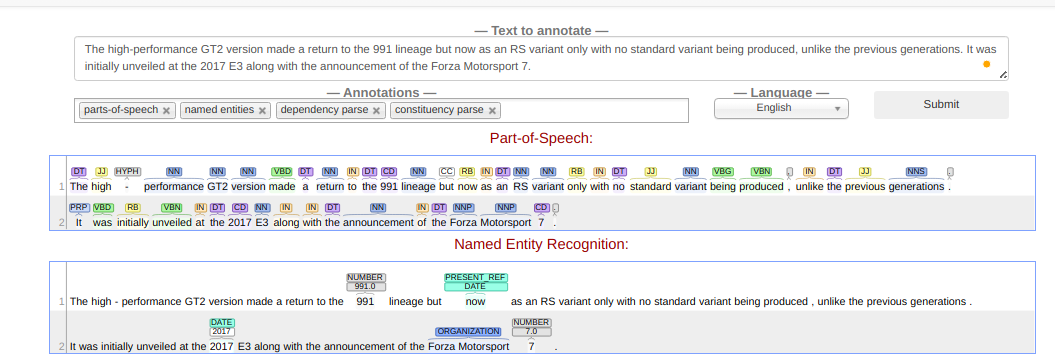 — Text to annotate —
The high-performance GT2 version made a return to the 991 lineage but now as an RS variant only with no standard variant being produced, unlike the previous generations. It was
initially unveiled at the 2017 E3 along with the announcement of the Forza Motorsport 7.
— Annotations — — Language —
parts-of-speech × named entities × dependency parse × constituency parse × English Submit
Part-of-Speech:
DT JJ HYPH NN NN NN VBD DT NN IN DT CD NN CC RB IN DT NN NN RB IN DT JJ NN VBG VBN , IN DT JJ NNS .
1 The high - performance GT2 version made a return to the 991 lineage but now as an RS variant only with no standard variant being produced , unlike the previous generations .
PRP VBD RB VBN IN DT CD NN IN IN DT NN IN DT NNP NNP CD .
2 It was initially unveiled at the 2017 E3 along with the announcement of the Forza Motorsport 7 .
Named Entity Recognition:
NUMBER PRESENT_REF
991.0 DATE
1 The high - performance GT2 version made a return to the 991 lineage but now as an RS variant only with no standard variant being produced , unlike the previous generations .
DATE NUMBER
2017 ORGANIZATION 7.0
2 It was initially unveiled at the 2017 E3 along with the announcement of the Forza Motorsport 7 .